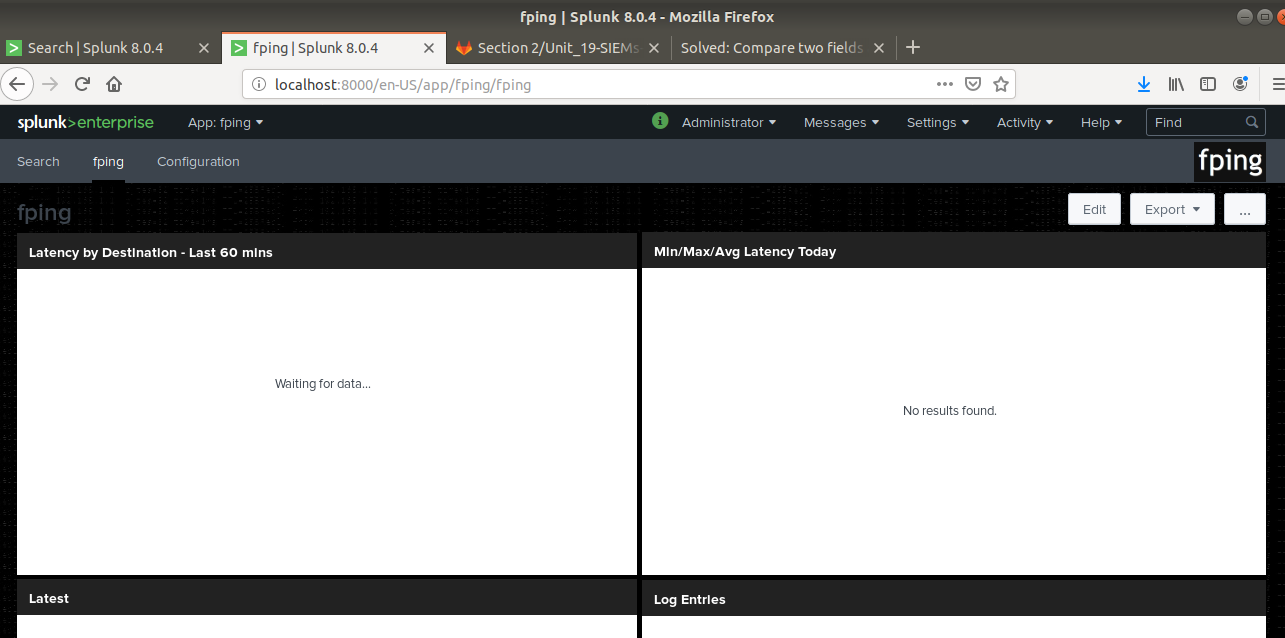 fping | Splunk 8.0.4 - Mozilla Firefox
Search | Splunk 8.0.4
fping | Splunk 8.0.4
Section 2/Unit_19-SIEMs
Solved: Compare two fields
localhost:8000/en-US/app/fping/fping
splunk>enterprise App: fping Administrator Messages Settings Activity Help Find
Search fping Configuration fping
fping Edit Export ...
Latency by Destination - Last 60 mins
Min/Max/Avg Latency Today
Waiting for data...
No results found.
Latest
Log Entries